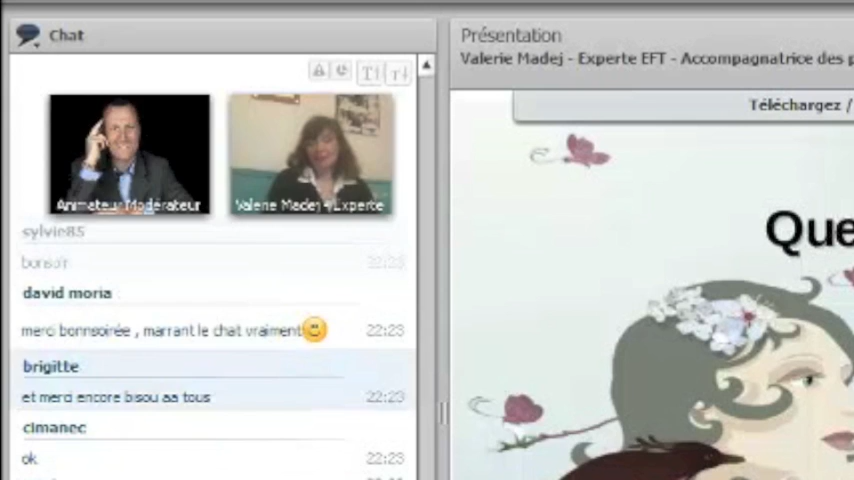 Chat
Présentation
Valerie Madej - Experte EFT - Accompagnatrice des p
Téléchargez /
Animateur Modérateur
Valerie Madej - Experte
sylvie85
bonsoir 22:23
david moria
merci bonnsoirée , marrant le chat vraiment 22:23
brigitte
et merci encore bisou aa tous 22:23
cimanec
ok 22:23
Que